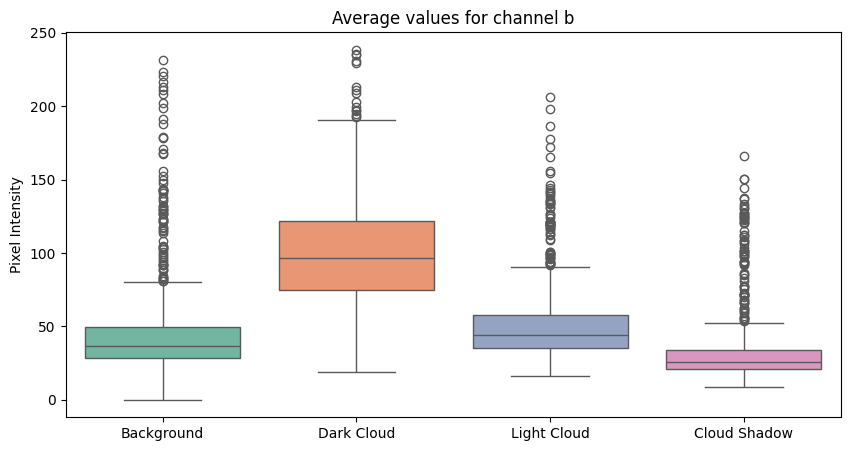 Average values for channel b
250
200
150
100
50
0
Pixel Intensity
Background
Dark Cloud
Light Cloud
Cloud Shadow